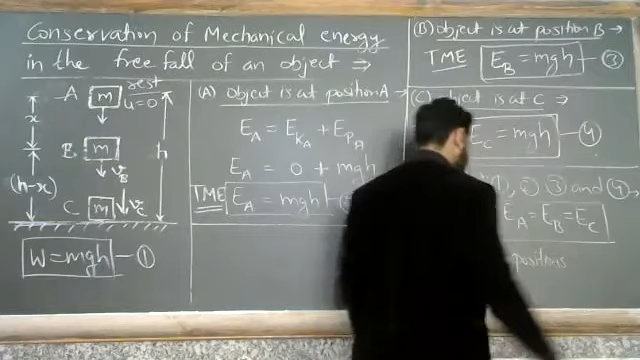 Conservation of Mechanical energy
in the free fall of an object ⇒
A m rest
u=0
x
B m
v_B
h
(h-x)
C m v_C
W=mgh —①
(A) Object is at position A →
E_A = E_KA + E_PA
E_A = 0 + mgh
TME E_A = mgh
(B) object is at position B →
TME E_B = mgh —③
(C) object is at C ⇒
E_C = mgh —④
②, ③ and ④→
E_A = E_B = E_C
positions